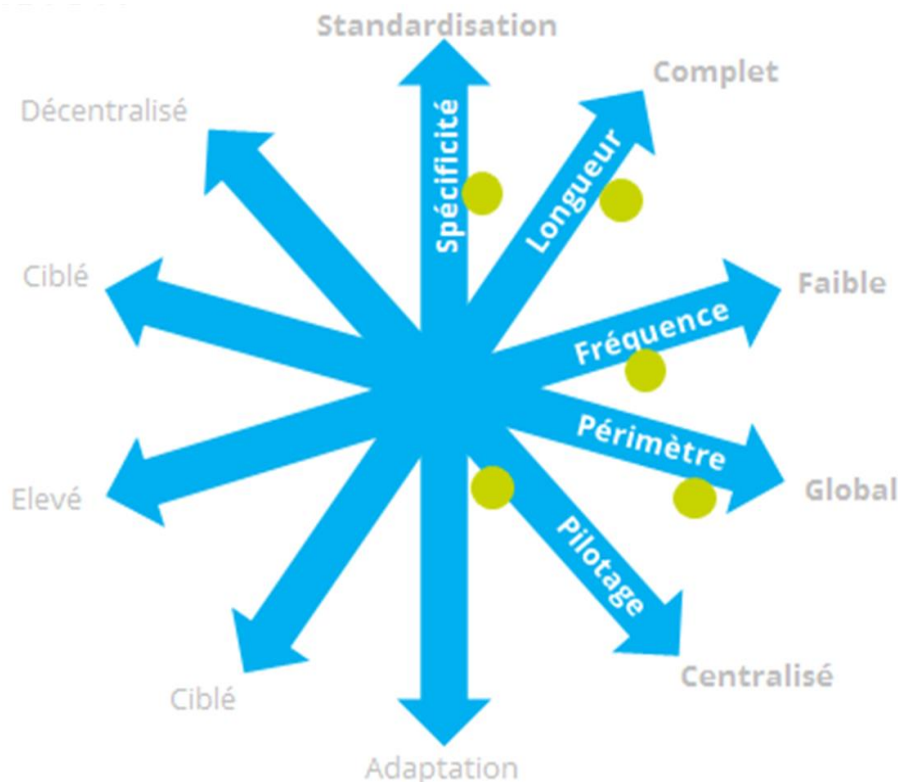 Standardisation
Complet
Décentralisé
Spécificité
Longueur
Ciblé
Faible
Fréquence
Périmètre
Elevé
Global
Pilotage
Ciblé
Centralisé
Adaptation